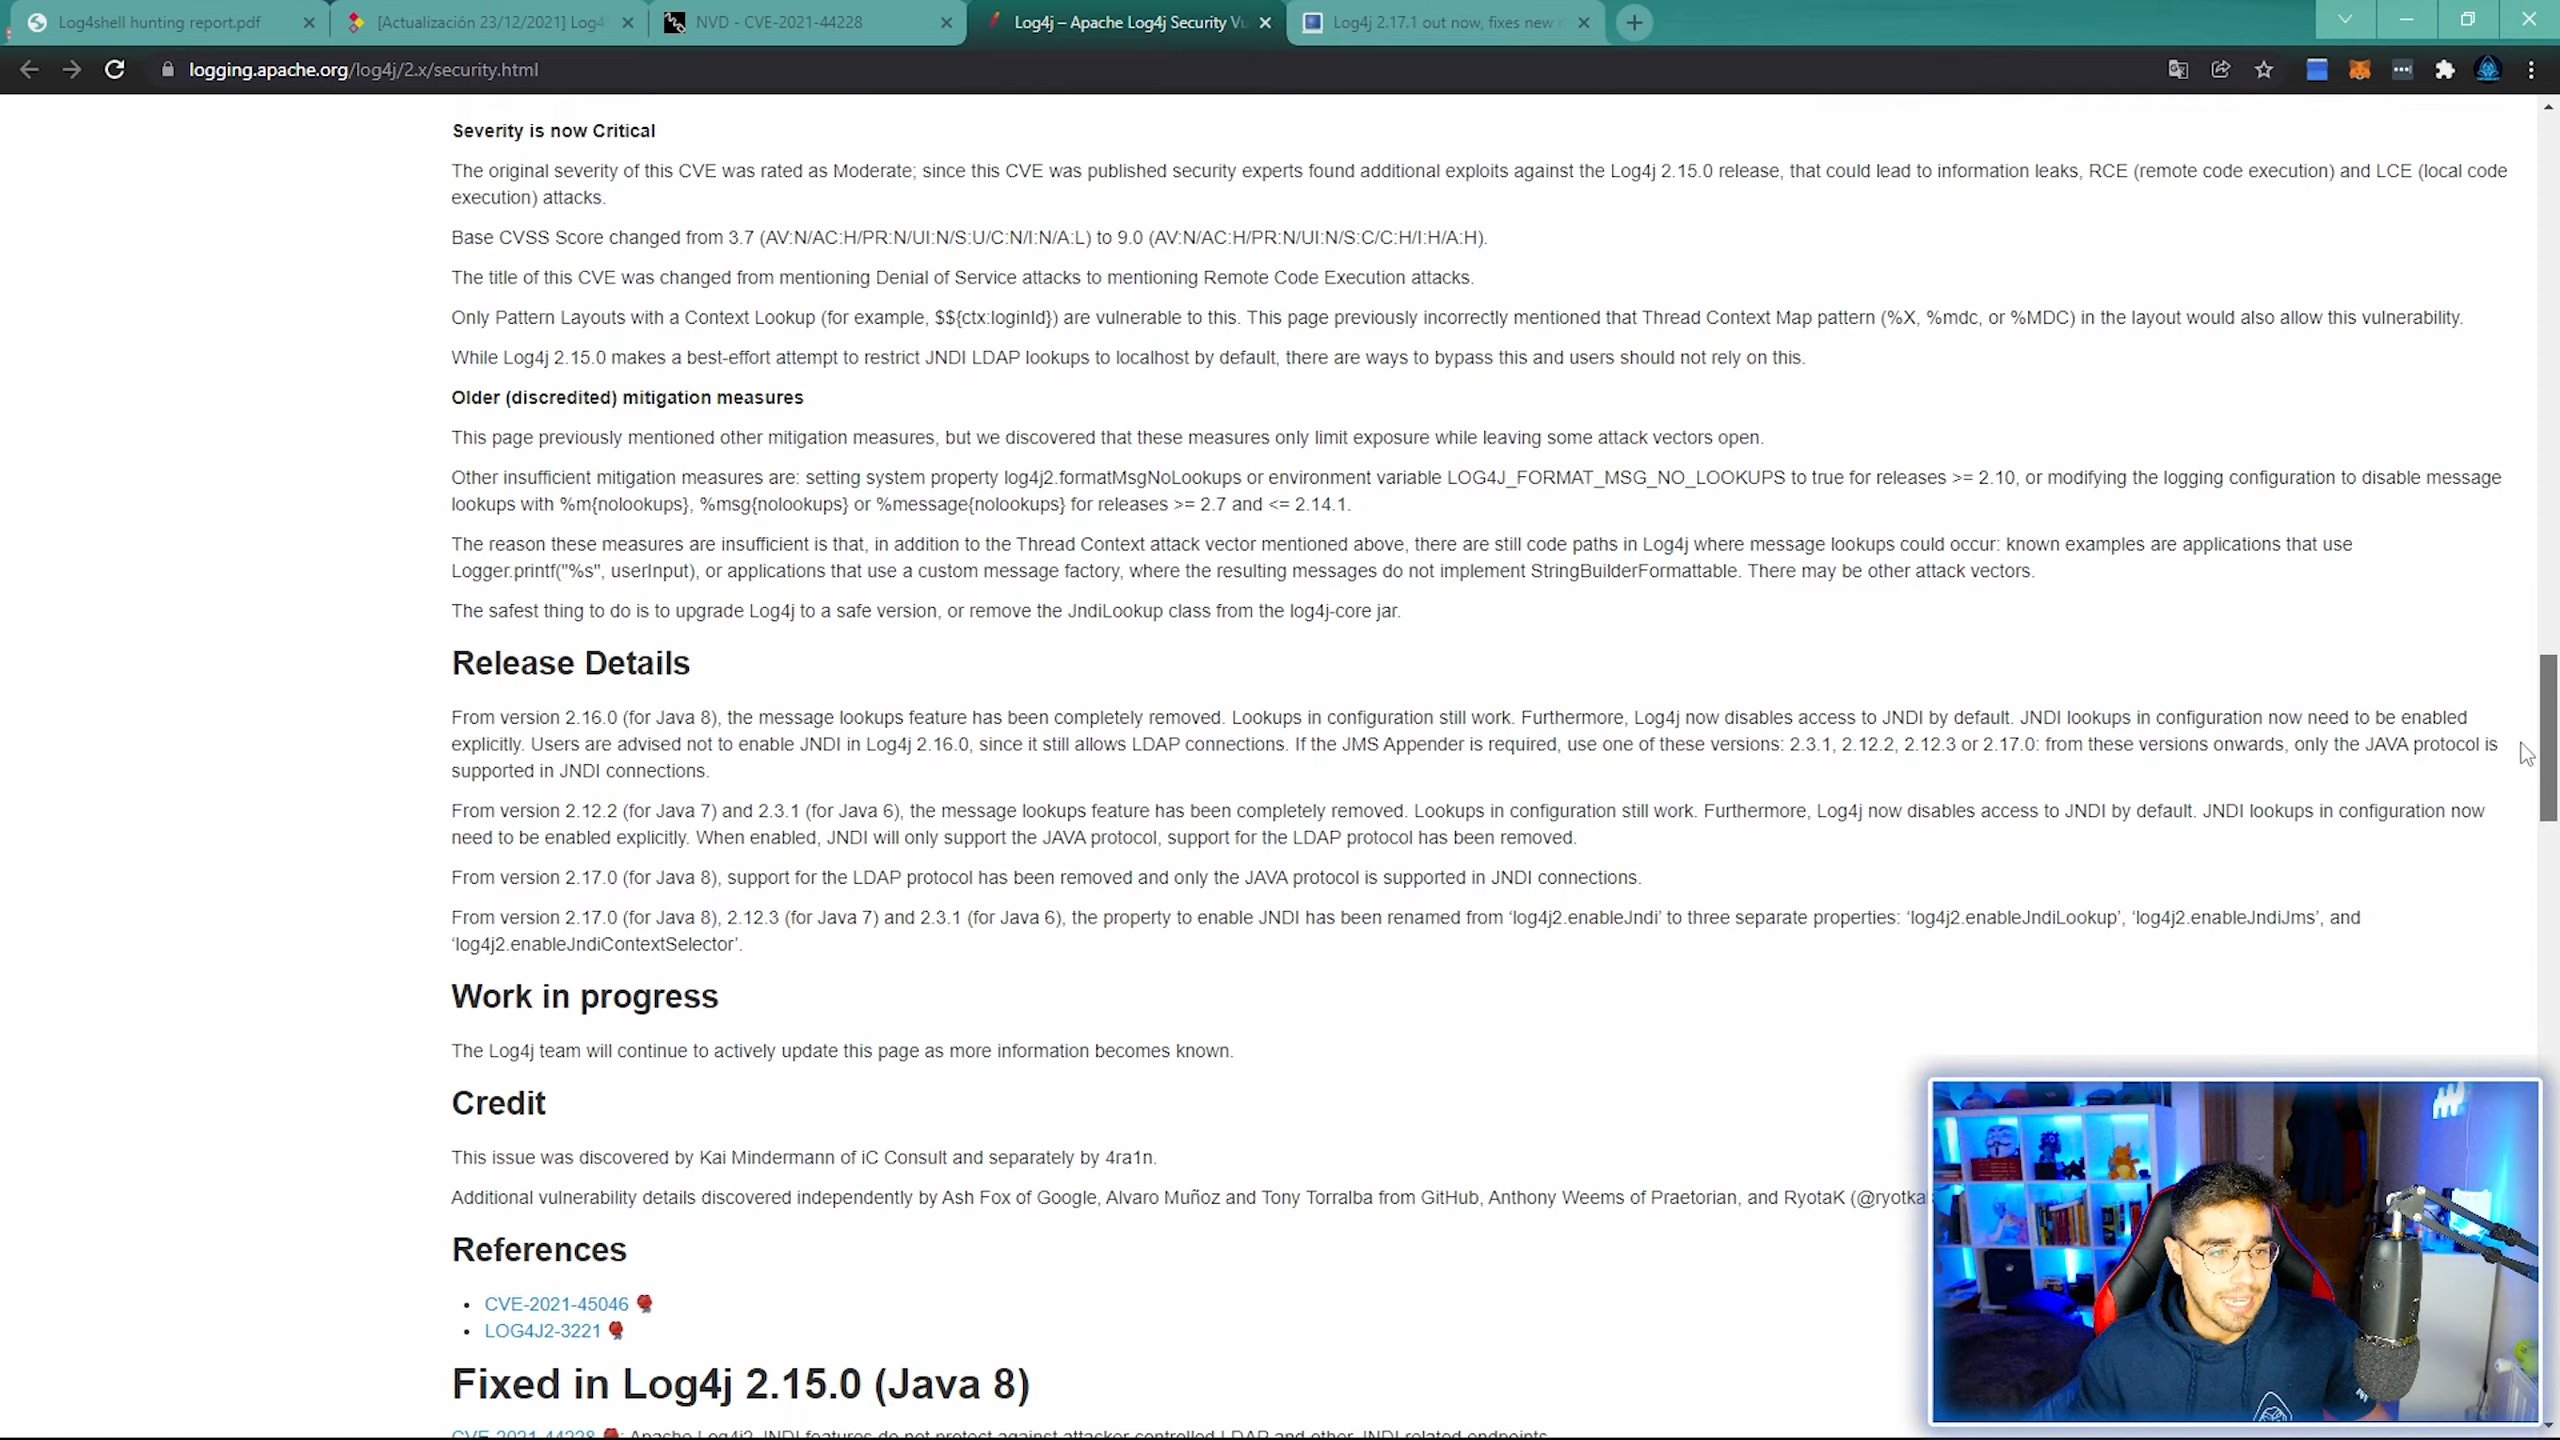 Log4shell hunting report.pdf
[Actualización 23/12/2021] Log4
NVD - CVE-2021-44228
Log4j – Apache Log4j Security Vu
Log4j 2.17.1 out now, fixes new
logging.apache.org/log4j/2.x/security.html
Severity is now Critical
The original severity of this CVE was rated as Moderate; since this CVE was published security experts found additional exploits against the Log4j 2.15.0 release, that could lead to information leaks, RCE (remote code execution) and LCE (local code
execution) attacks.
Base CVSS Score changed from 3.7 (AV:N/AC:H/PR:N/UI:N/S:U/C:N/I:N/A:L) to 9.0 (AV:N/AC:H/PR:N/UI:N/S:C/C:H/I:H/A:H).
The title of this CVE was changed from mentioning Denial of Service attacks to mentioning Remote Code Execution attacks.
Only Pattern Layouts with a Context Lookup (for example, $${ctx:loginId}) are vulnerable to this. This page previously incorrectly mentioned that Thread Context Map pattern (%X, %mdc, or %MDC) in the layout would also allow this vulnerability.
While Log4j 2.15.0 makes a best-effort attempt to restrict JNDI LDAP lookups to localhost by default, there are ways to bypass this and users should not rely on this.
Older (discredited) mitigation measures
This page previously mentioned other mitigation measures, but we discovered that these measures only limit exposure while leaving some attack vectors open.
Other insufficient mitigation measures are: setting system property log4j2.formatMsgNoLookups or environment variable LOG4J_FORMAT_MSG_NO_LOOKUPS to true for releases >= 2.10, or modifying the logging configuration to disable message
lookups with %m{nolookups}, %msg{nolookups} or %message{nolookups} for releases >= 2.7 and <= 2.14.1.
The reason these measures are insufficient is that, in addition to the Thread Context attack vector mentioned above, there are still code paths in Log4j where message lookups could occur: known examples are applications that use
Logger.printf("%s", userInput), or applications that use a custom message factory, where the resulting messages do not implement StringBuilderFormattable. There may be other attack vectors.
The safest thing to do is to upgrade Log4j to a safe version, or remove the JndiLookup class from the log4j-core jar.
Release Details
From version 2.16.0 (for Java 8), the message lookups feature has been completely removed. Lookups in configuration still work. Furthermore, Log4j now disables access to JNDI by default. JNDI lookups in configuration now need to be enabled
explicitly. Users are advised not to enable JNDI in Log4j 2.16.0, since it still allows LDAP connections. If the JMS Appender is required, use one of these versions: 2.3.1, 2.12.2, 2.12.3 or 2.17.0: from these versions onwards, only the JAVA protocol is
supported in JNDI connections.
From version 2.12.2 (for Java 7) and 2.3.1 (for Java 6), the message lookups feature has been completely removed. Lookups in configuration still work. Furthermore, Log4j now disables access to JNDI by default. JNDI lookups in configuration now
need to be enabled explicitly. When enabled, JNDI will only support the JAVA protocol, support for the LDAP protocol has been removed.
From version 2.17.0 (for Java 8), support for the LDAP protocol has been removed and only the JAVA protocol is supported in JNDI connections.
From version 2.17.0 (for Java 8), 2.12.3 (for Java 7) and 2.3.1 (for Java 6), the property to enable JNDI has been renamed from ‘log4j2.enableJndi’ to three separate properties: ‘log4j2.enableJndiLookup’, ‘log4j2.enableJndiJms’, and
‘log4j2.enableJndiContextSelector’.
Work in progress
The Log4j team will continue to actively update this page as more information becomes known.
Credit
This issue was discovered by Kai Mindermann of iC Consult and separately by 4ra1n.
Additional vulnerability details discovered independently by Ash Fox of Google, Alvaro Muñoz and Tony Torralba from GitHub, Anthony Weems of Praetorian, and RyotaK (@ryotka
References
• CVE-2021-45046
• LOG4J2-3221
Fixed in Log4j 2.15.0 (Java 8)
CVE-2021-44228 : Apache Log4j2 JNDI features do not protect against attacker controlled LDAP and other JNDI related endpoints.